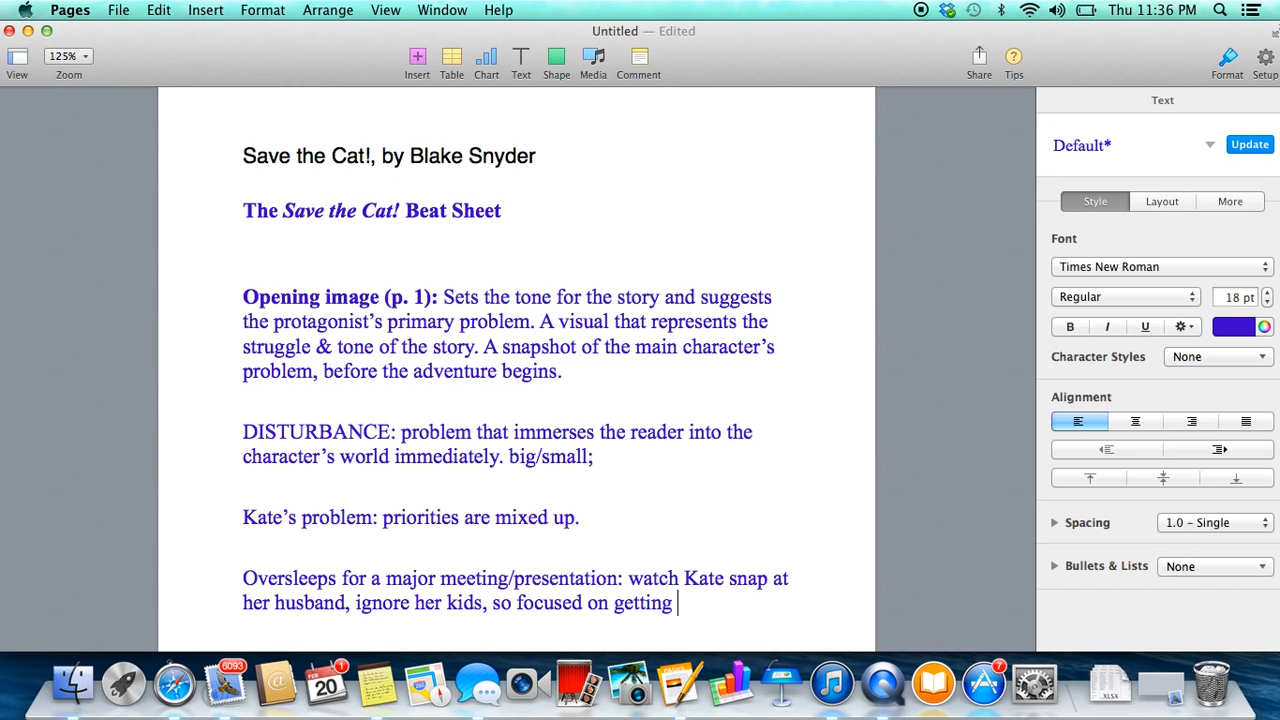 Pages File Edit Insert Format Arrange View Window Help Thu 11:36 PM
Untitled — Edited
125%
View Zoom Insert Table Chart Text Shape Media Comment Share Tips Format Setup
Text
Default* Update
Style Layout More
Font
Times New Roman
Regular 18 pt
B I U
Character Styles None
Alignment
Spacing 1.0 – Single
Bullets & Lists None
Save the Cat!, by Blake Snyder
The Save the Cat! Beat Sheet
Opening image (p. 1): Sets the tone for the story and suggests
the protagonist’s primary problem. A visual that represents the
struggle & tone of the story. A snapshot of the main character’s
problem, before the adventure begins.
DISTURBANCE: problem that immerses the reader into the
character’s world immediately. big/small;
Kate’s problem: priorities are mixed up.
Oversleeps for a major meeting/presentation: watch Kate snap at
her husband, ignore her kids, so focused on getting
6093
1
20
7
XLSX